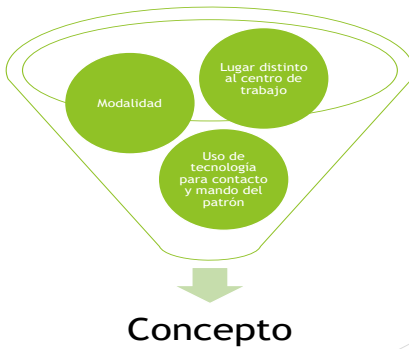 Lugar distinto
al centro de
trabajo
Modalidad
Uso de
tecnología
para contacto
y mando del
patrón
Concepto